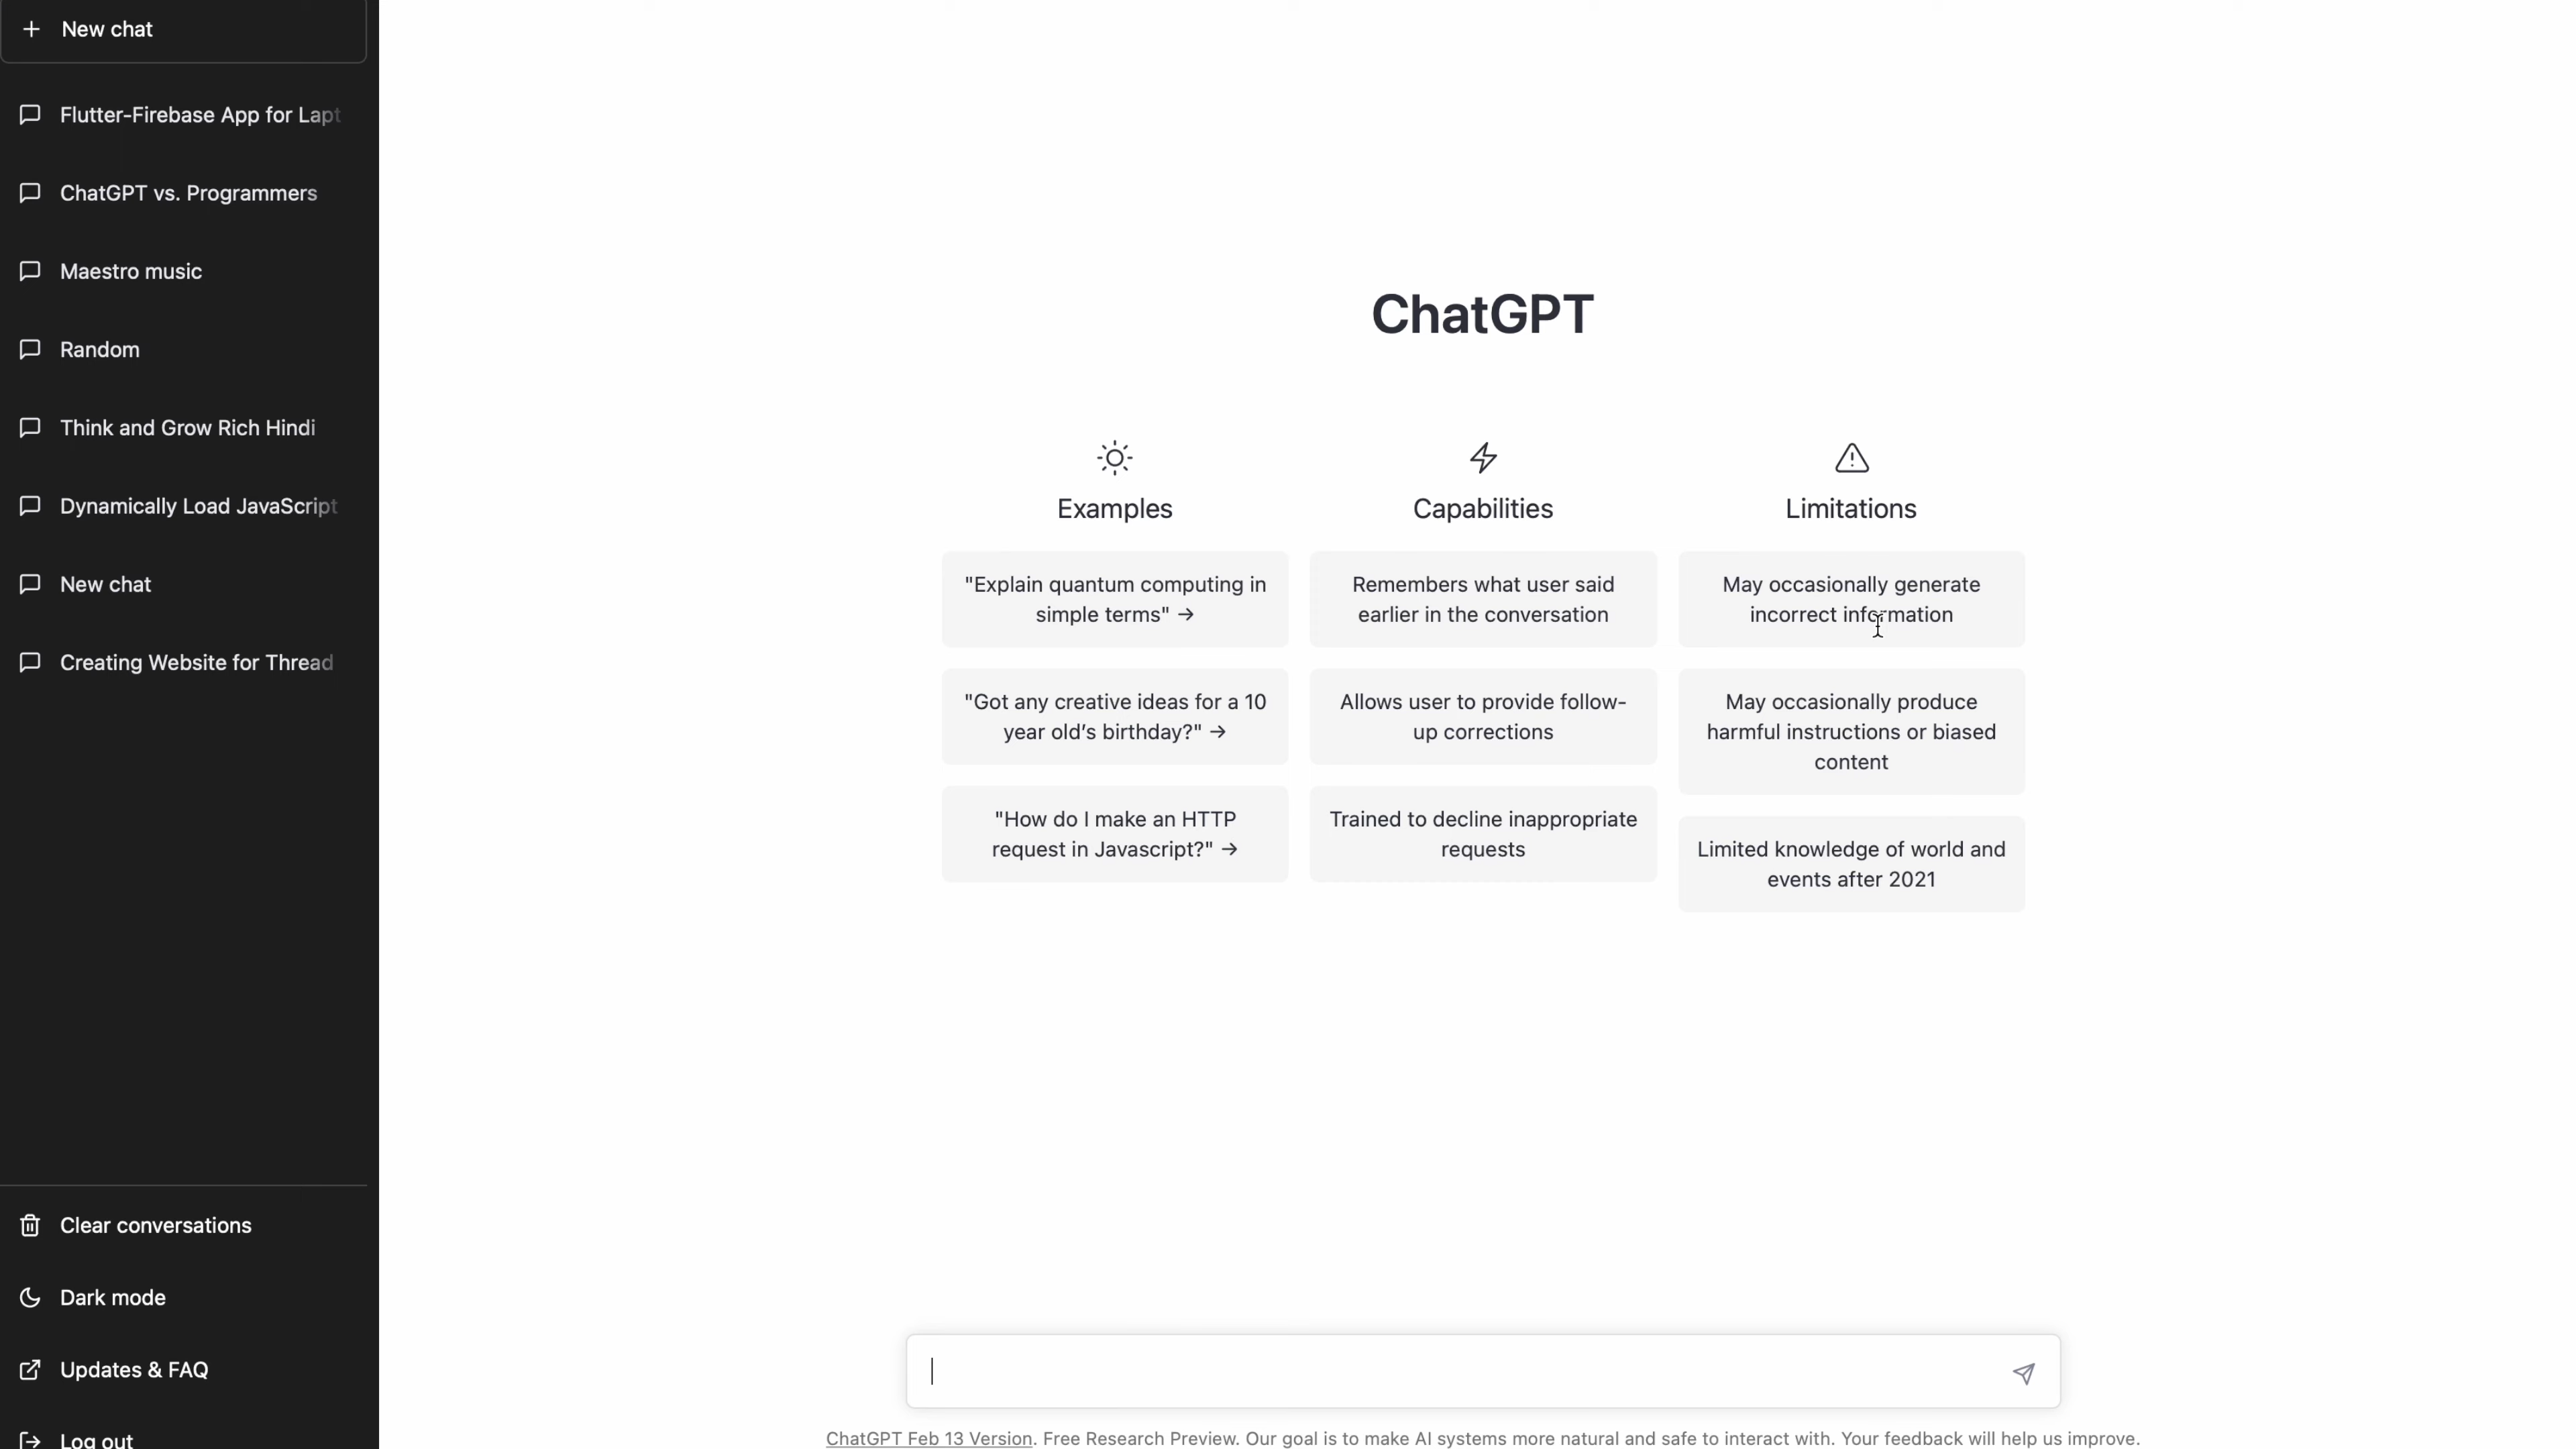 New chat
Flutter-Firebase App for Lapt
ChatGPT vs. Programmers
Maestro music
Random
Think and Grow Rich Hindi
Dynamically Load JavaScript
New chat
Creating Website for Thread
Clear conversations
Dark mode
Updates & FAQ
Log out
ChatGPT
Examples
"Explain quantum computing in
simple terms" →
"Got any creative ideas for a 10
year old's birthday?" →
"How do I make an HTTP
request in Javascript?" →
Capabilities
Remembers what user said
earlier in the conversation
Allows user to provide follow-
up corrections
Trained to decline inappropriate
requests
Limitations
May occasionally generate
incorrect information
May occasionally produce
harmful instructions or biased
content
Limited knowledge of world and
events after 2021
ChatGPT Feb 13 Version. Free Research Preview. Our goal is to make AI systems more natural and safe to interact with. Your feedback will help us improve.